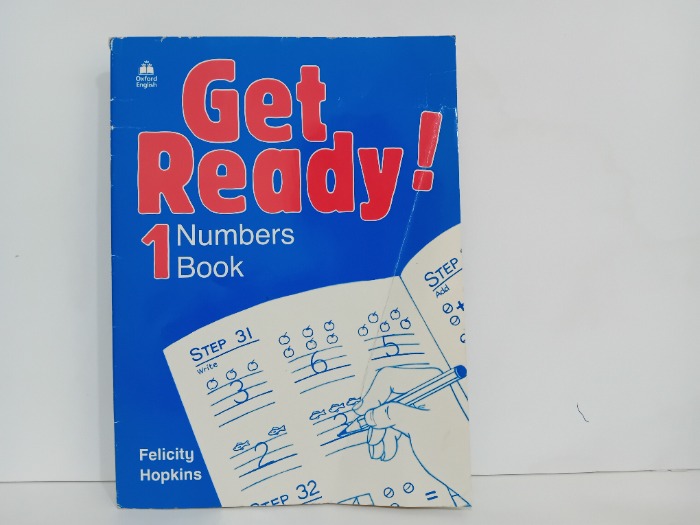 Oxford
English
Get
Ready!
1 Numbers
Book
STEP 31
Write
3
6
5
2
3
STEP
Add
+
=
STEP 32
Felicity
Hopkins